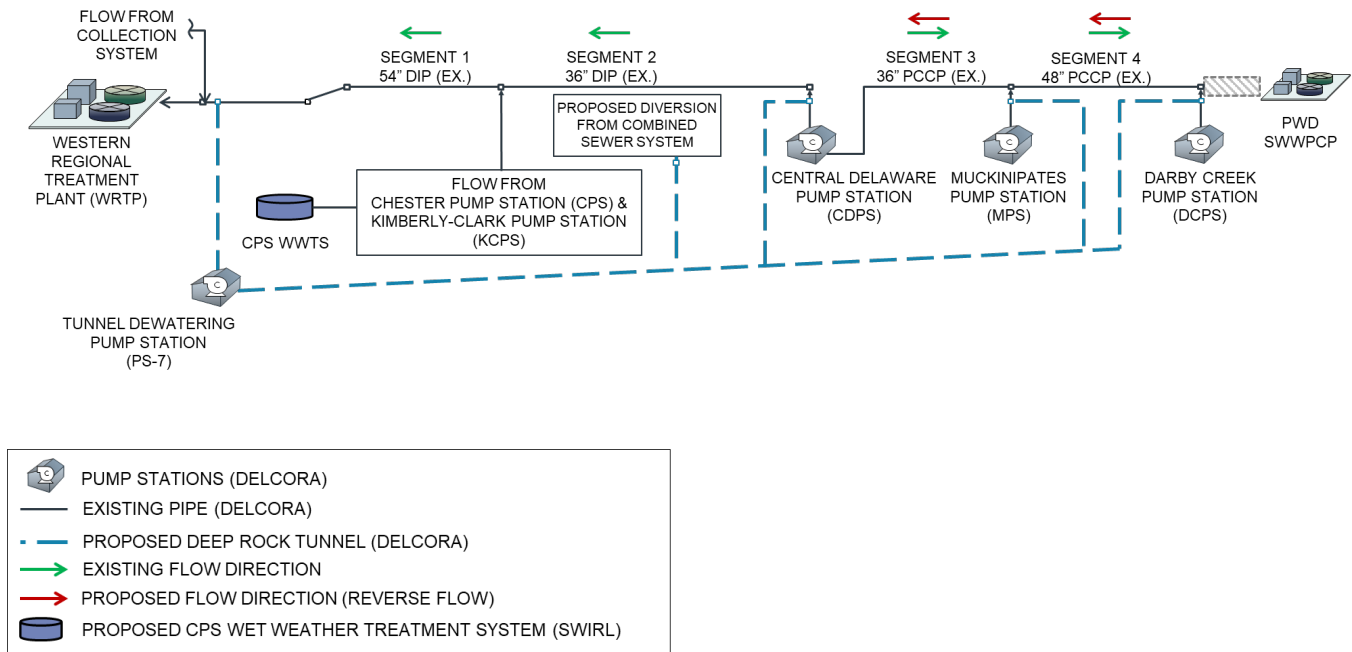 FLOW FROM
COLLECTION
SYSTEM
SEGMENT 1
54” DIP (EX.)
SEGMENT 2
36” DIP (EX.)
SEGMENT 3
36” PCCP (EX.)
SEGMENT 4
48” PCCP (EX.)
WESTERN
REGIONAL
TREATMENT
PLANT (WRTP)
PROPOSED DIVERSION
FROM COMBINED
SEWER SYSTEM
PWD
SWWPCP
CPS WWTS
FLOW FROM
CHESTER PUMP STATION (CPS) &
KIMBERLY-CLARK PUMP STATION
(KCPS)
C
CENTRAL DELAWARE
PUMP STATION
(CDPS)
C
MUCKINIPATES
PUMP STATION
(MPS)
C
DARBY CREEK
PUMP STATION
(DCPS)
C
TUNNEL DEWATERING
PUMP STATION
(PS-7)
C
PUMP STATIONS (DELCORA)
EXISTING PIPE (DELCORA)
PROPOSED DEEP ROCK TUNNEL (DELCORA)
EXISTING FLOW DIRECTION
PROPOSED FLOW DIRECTION (REVERSE FLOW)
PROPOSED CPS WET WEATHER TREATMENT SYSTEM (SWIRL)